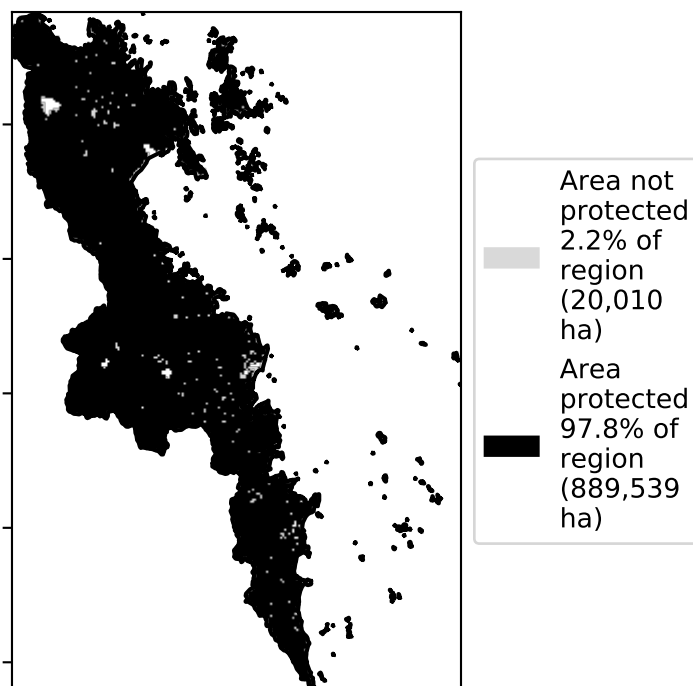 Area not
protected
2.2% of
region
(20,010
ha)
Area
protected
97.8% of
region
(889,539
ha)